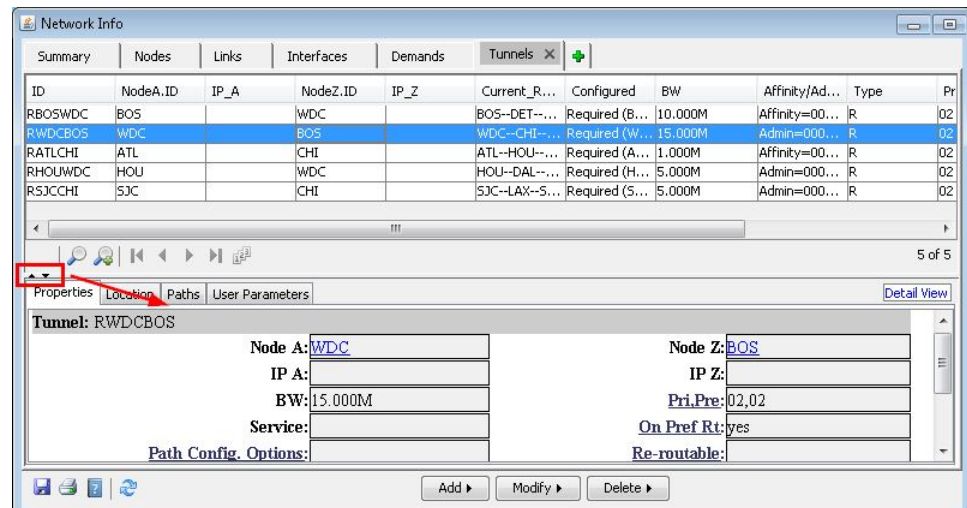 Network Info
Summary Nodes Links Interfaces Demands Tunnels
ID NodeA.ID IP_A NodeZ.ID IP_Z Current_R... Configured BW Affinity/Ad... Type Pr
RBOSWDC BOS WDC BOS--DET--... Required (B... 10.000M Affinity=00... R 02
RWDCBOS WDC BOS WDC--CHI--... Required (W... 15.000M Admin=000... R 02
RATLCHI ATL CHI ATL--HOU--... Required (A... 1.000M Affinity=00... R 02
RHOUWDC HOU WDC HOU--DAL--... Required (H... 5.000M Admin=000... R 02
RSJCCHI SJC CHI SJC--LAX--S... Required (S... 5.000M Admin=000... R 02
5 of 5
Properties Location Paths User Parameters Detail View
Tunnel: RWDCBOS
Node A: WDC Node Z: BOS
IP A: IP Z:
BW: 15.000M Pri,Pre: 02,02
Service: On Pref Rt: yes
Path Config. Options: Re-routable:
Add Modify Delete